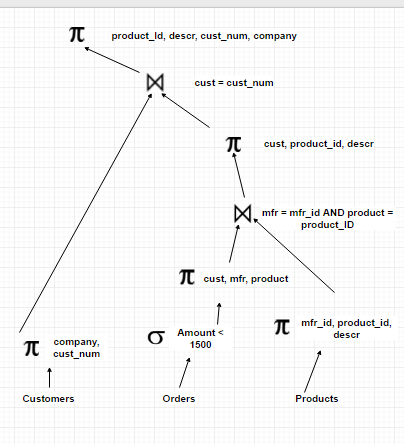 π product_Id, descr, cust_num, company
⋈ cust = cust_num
π cust, product_id, descr
⋈ mfr = mfr_id AND product =
product_ID
π cust, mfr, product
π company,
cust_num
σ Amount <
1500
π mfr_id, product_id,
descr
Customers
Orders
Products